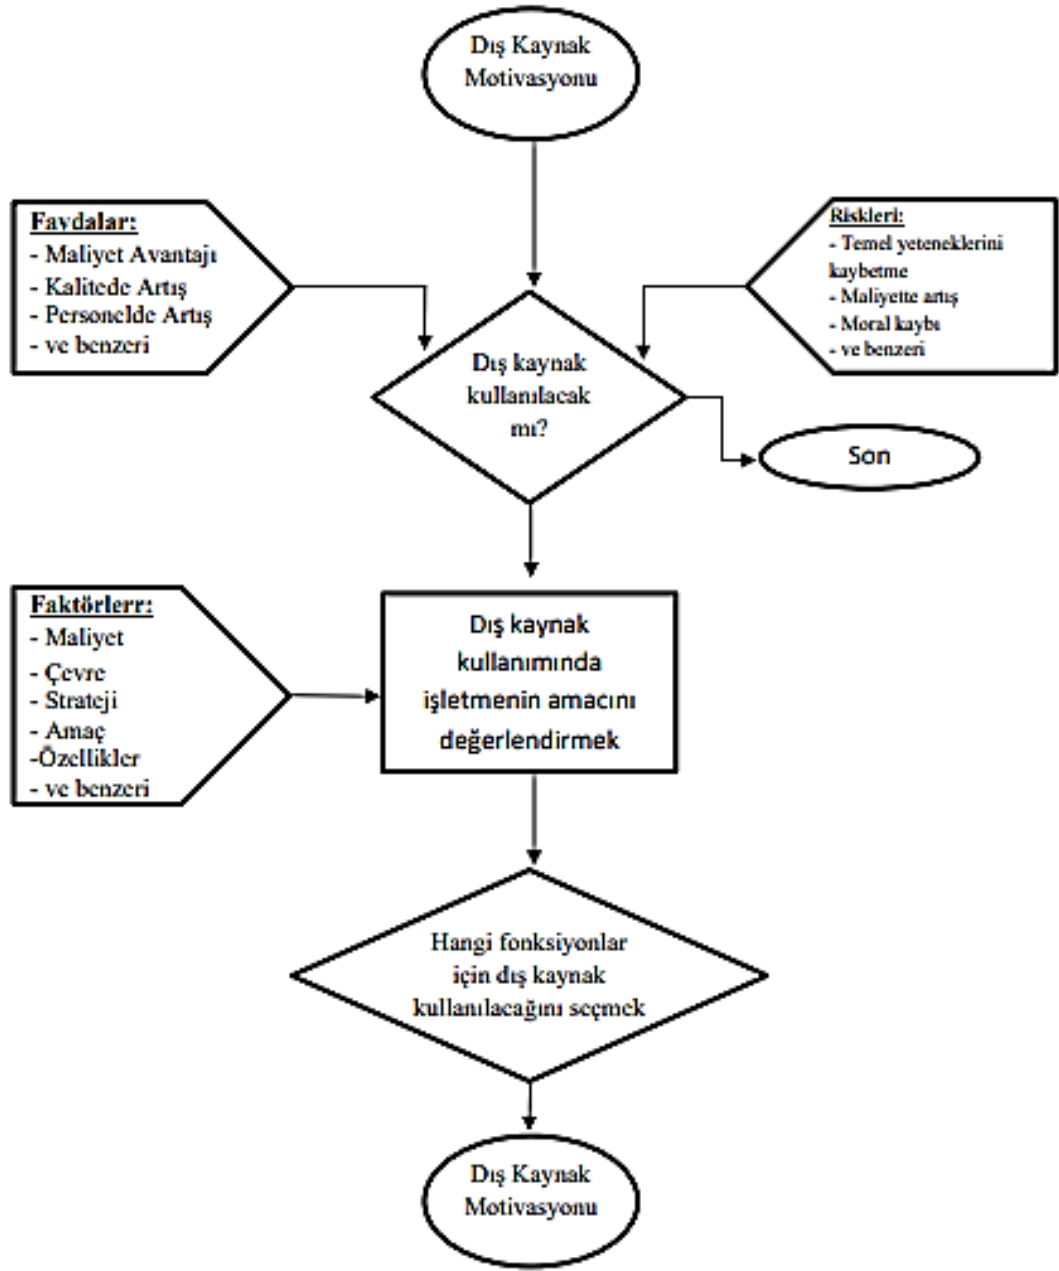 Dış Kaynak
Motivasyonu
Favdalar:
- Maliyet Avantajı
- Kalitede Artış
- Personelde Artış
- ve benzeri
Riskleri:
- Temel yeteneklerini
kaybetme
- Maliyette artış
- Moral kaybı
- ve benzeri
Dış kaynak
kullanılacak
mı?
Son
Faktörlerr:
- Maliyet
- Çevre
- Strateji
- Amaç
-Özellikler
- ve benzeri
Dış kaynak
kullanımında
işletmenin amacını
değerlendirmek
Hangi fonksiyonlar
için dış kaynak
kullanılacağını seçmek
Dış Kaynak
Motivasyonu